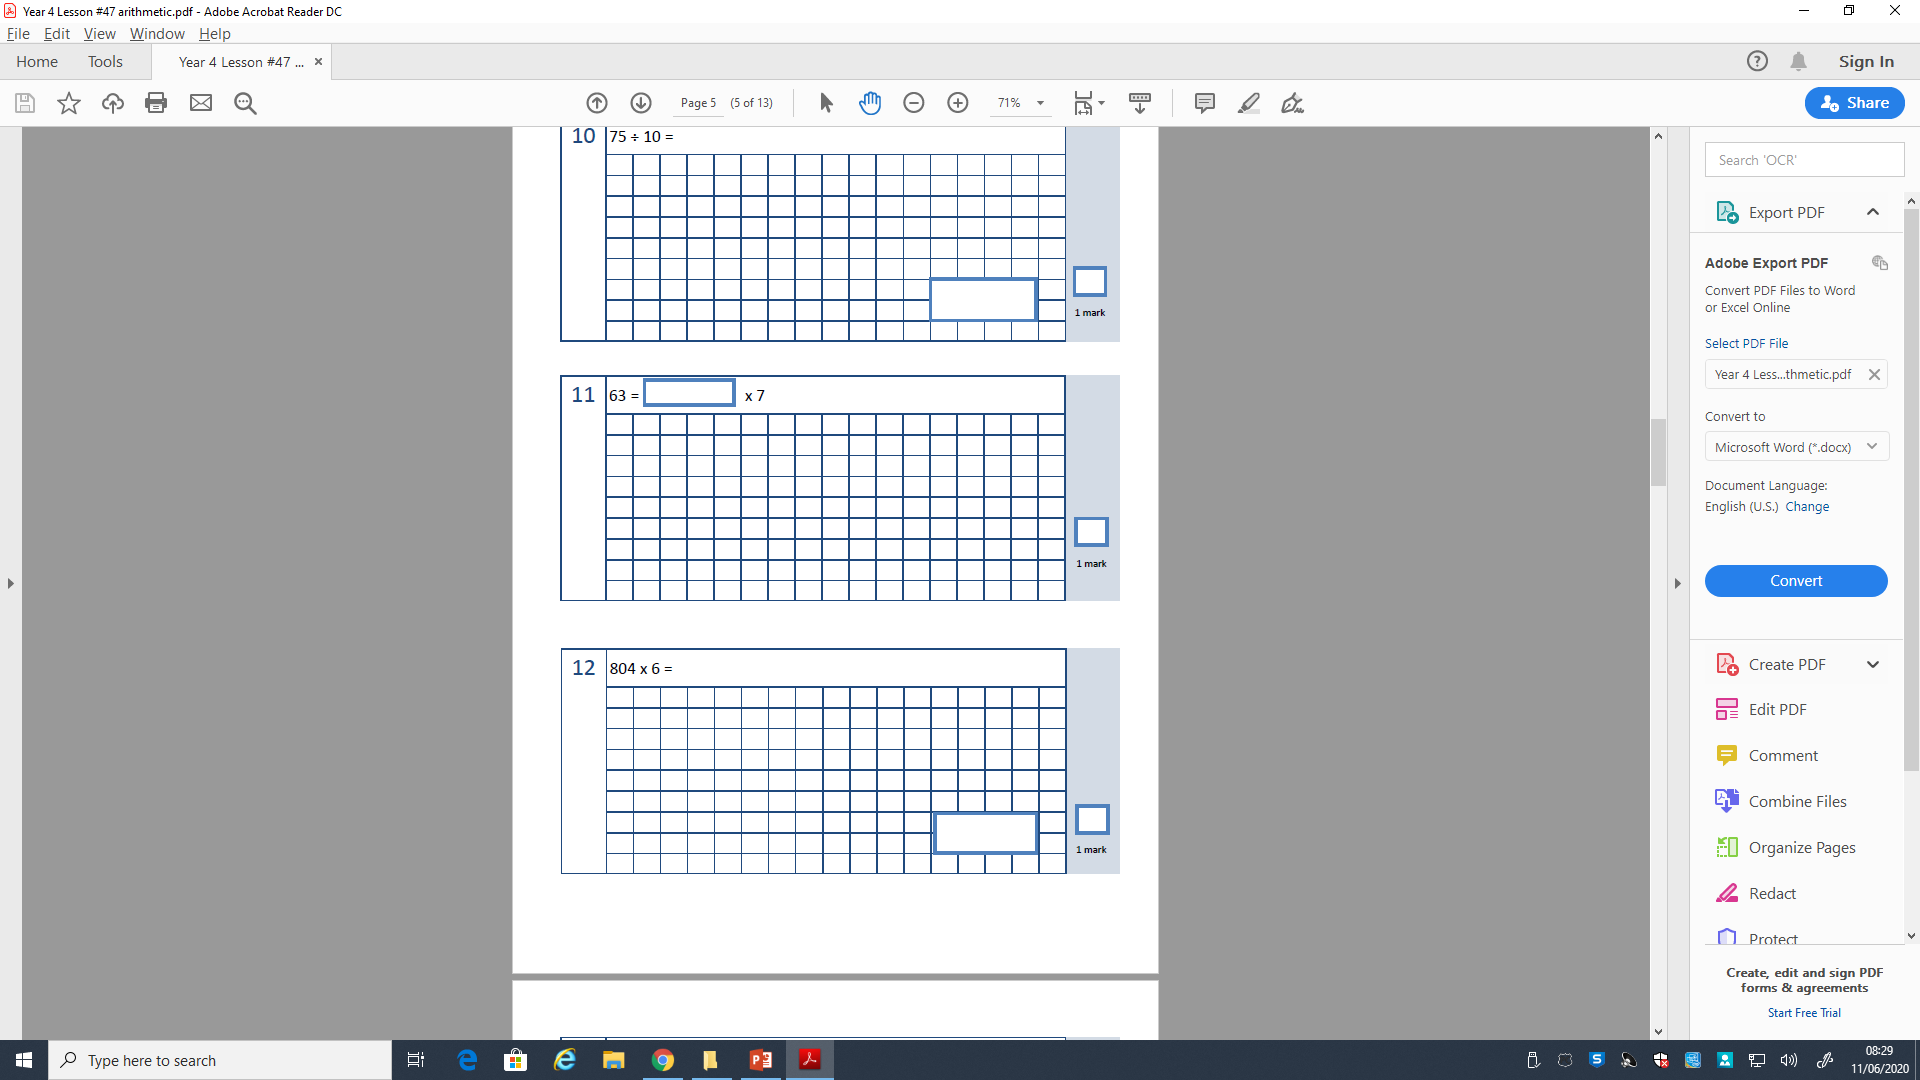 Year 4 Lesson #47 arithmetic.pdf - Adobe Acrobat Reader DC
File Edit View Window Help
Home Tools Year 4 Lesson #47 ... × Sign In
Page 5 (5 of 13) 71% Share
10 75 ÷ 10 =
1 mark
11 63 = x 7
1 mark
12 804 x 6 =
1 mark
Search 'OCR'
Export PDF
Adobe Export PDF
Convert PDF Files to Word
or Excel Online
Select PDF File
Year 4 Less...thmetic.pdf
Convert to
Microsoft Word (*.docx)
Document Language:
English (U.S.) Change
Convert
Create PDF
Edit PDF
Comment
Combine Files
Organize Pages
Redact
Protect
Create, edit and sign PDF
forms & agreements
Start Free Trial
Type here to search
08:29
11/06/2020